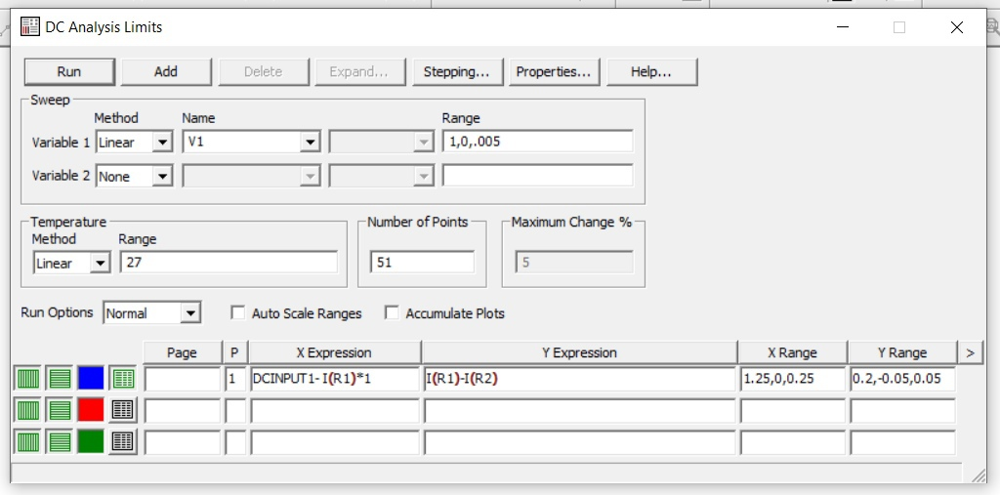 DC Analysis Limits
Run Add Delete Expand... Stepping... Properties... Help...
Sweep
Method Name Range
Variable 1 Linear V1 1,0,.005
Variable 2 None
Temperature Number of Points Maximum Change %
Method Range
Linear 27 51 5
Run Options Normal Auto Scale Ranges Accumulate Plots
Page P X Expression Y Expression X Range Y Range >
1 DCINPUT1-I(R1)*1 I(R1)-I(R2) 1.25,0,0.25 0.2,-0.05,0.05